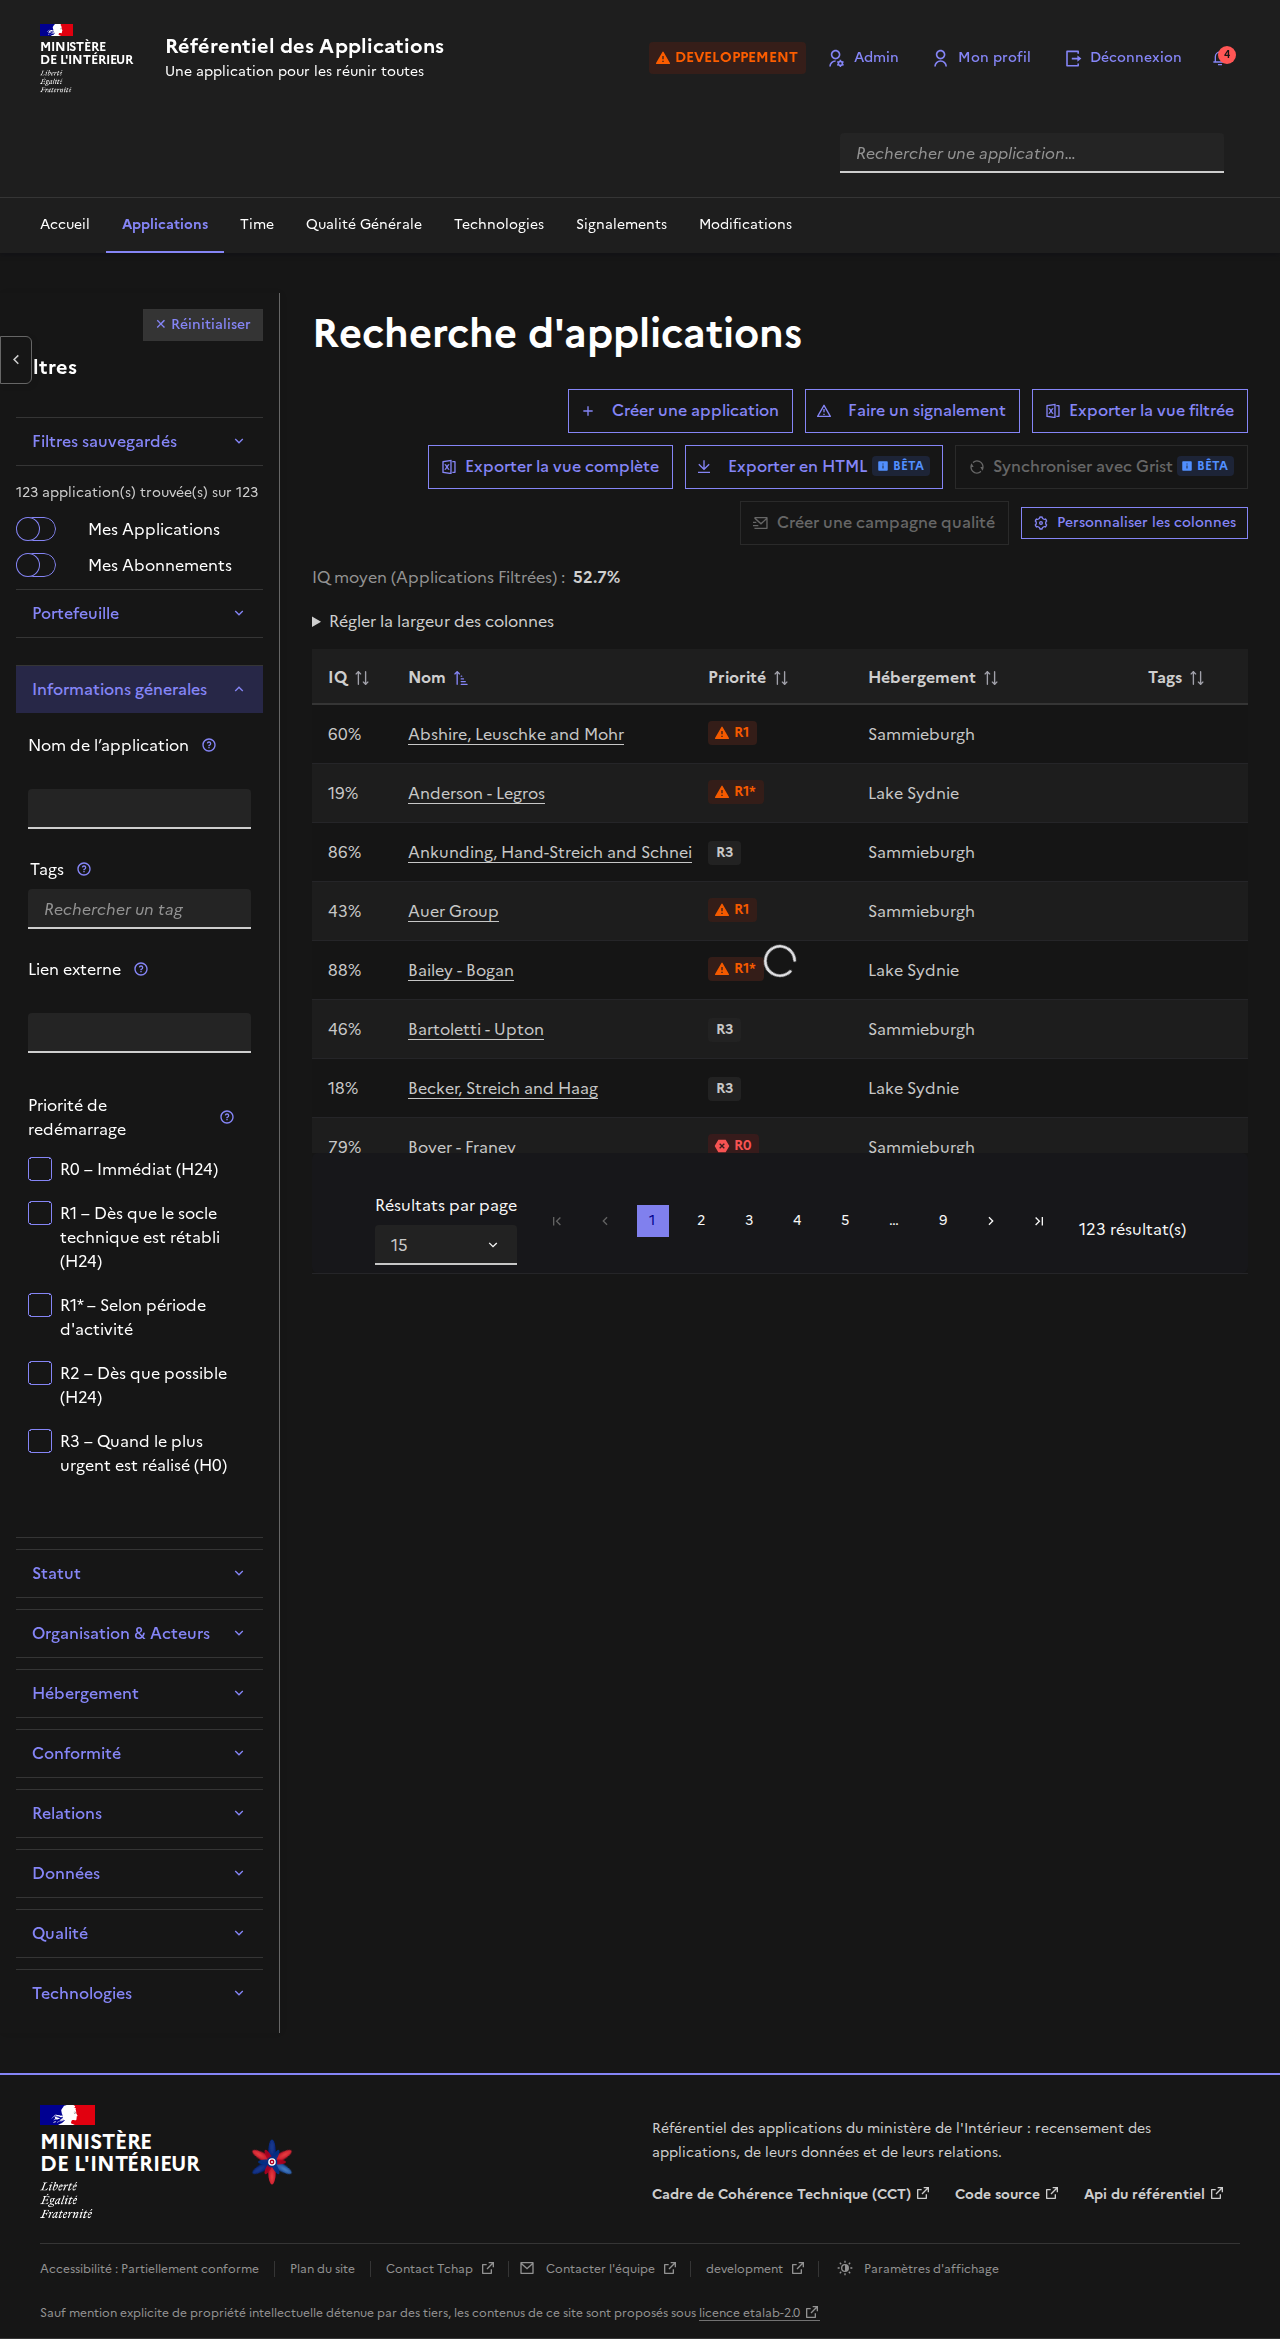 MINISTÈRE
DE L'INTÉRIEUR
Liberté
Égalité
Fraternité
Référentiel des Applications
Une application pour les réunir toutes
DEVELOPPEMENT
Admin
Mon profil
Déconnexion
4
Rechercher une application...
Accueil
Applications
Time
Qualité Générale
Technologies
Signalements
Modifications
Réinitialiser
ltres
Filtres sauvegardés
123 application(s) trouvée(s) sur 123
Mes Applications
Mes Abonnements
Portefeuille
Informations génerales
Nom de l’application
Tags
Rechercher un tag
Lien externe
Priorité de
redémarrage
R0 – Immédiat (H24)
R1 – Dès que le socle
technique est rétabli
(H24)
R1* – Selon période
d'activité
R2 – Dès que possible
(H24)
R3 – Quand le plus
urgent est réalisé (H0)
Statut
Organisation & Acteurs
Hébergement
Conformité
Relations
Données
Qualité
Technologies
Recherche d'applications
Créer une application
Faire un signalement
Exporter la vue filtrée
Exporter la vue complète
Exporter en HTML BÊTA
Synchroniser avec Grist BÊTA
Créer une campagne qualité
Personnaliser les colonnes
IQ moyen (Applications Filtrées) : 52.7%
Régler la largeur des colonnes
IQ Nom Priorité Hébergement Tags
60% Abshire, Leuschke and Mohr R1 Sammieburgh
19% Anderson - Legros R1* Lake Sydnie
86% Ankunding, Hand-Streich and Schnei R3 Sammieburgh
43% Auer Group R1 Sammieburgh
88% Bailey - Bogan R1* Lake Sydnie
46% Bartoletti - Upton R3 Sammieburgh
18% Becker, Streich and Haag R3 Lake Sydnie
79% Boyer - Franey R0 Sammieburgh
Résultats par page
15
1 2 3 4 5 … 9
123 résultat(s)
MINISTÈRE
DE L'INTÉRIEUR
Liberté
Égalité
Fraternité
Référentiel des applications du ministère de l'Intérieur : recensement des
applications, de leurs données et de leurs relations.
Cadre de Cohérence Technique (CCT)
Code source
Api du référentiel
Accessibilité : Partiellement conforme
Plan du site
Contact Tchap
Contacter l'équipe
development
Paramètres d'affichage
Sauf mention explicite de propriété intellectuelle détenue par des tiers, les contenus de ce site sont proposés sous licence etalab-2.0